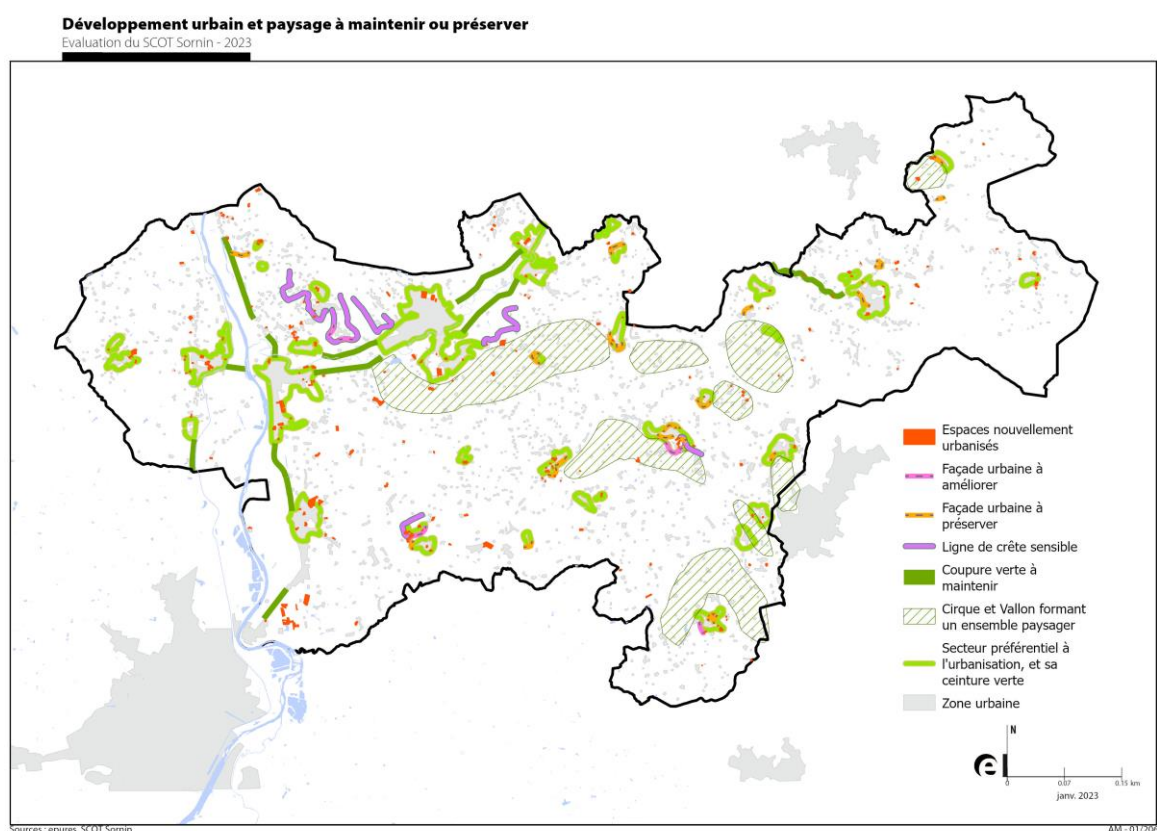 Développement urbain et paysage à maintenir ou préserver
Evaluation du SCOT Sornin - 2023
Espaces nouvellement
urbanisés
Façade urbaine à
améliorer
Façade urbaine à
préserver
Ligne de crête sensible
Coupure verte à
maintenir
Cirque et Vallon formant
un ensemble paysager
Secteur préférentiel à
l'urbanisation, et sa
ceinture verte
Zone urbaine
N
0 0.07 0.15 km
janv. 2023
Sources : epures, SCOT Sornin